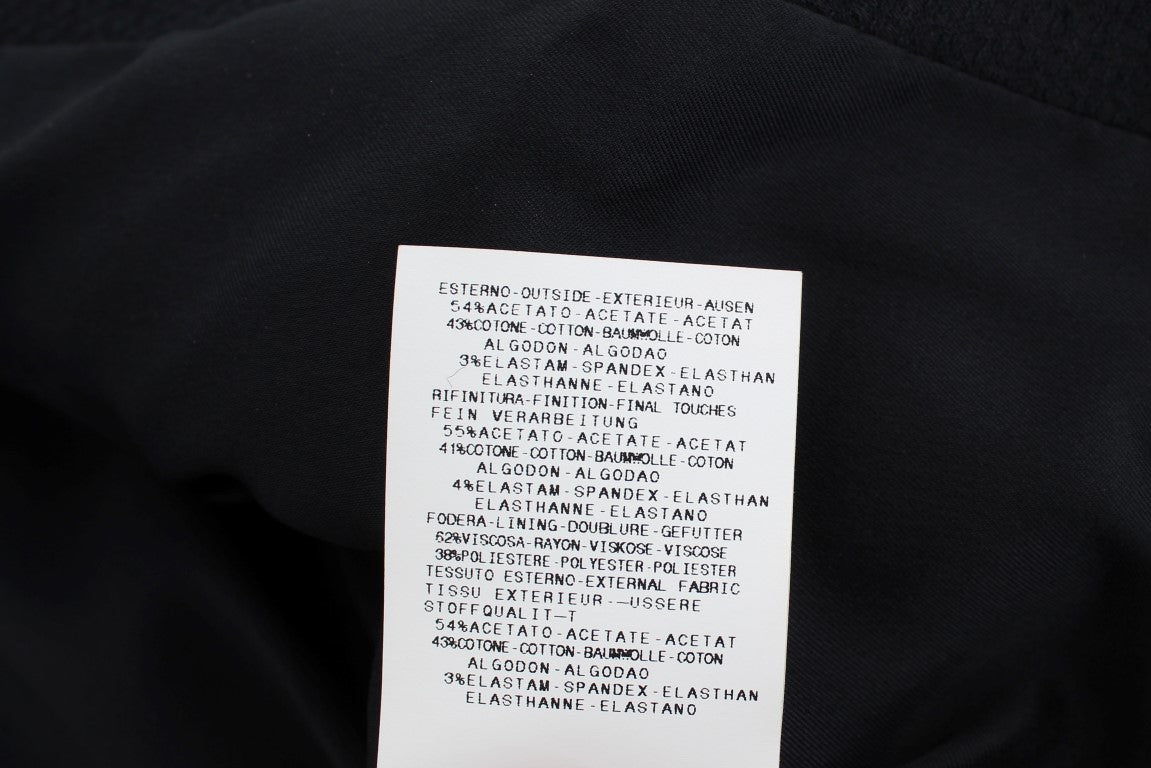 ESTERNO-OUTSIDE-EXTERIEUR-AUSEN
54%ACETATO-ACETATE-ACETAT
43%COTONE-COTTON-BAUMWOLLE-COTON
ALGODON-ALGODAO
3%ELASTAM-SPANDEX-ELASTHAN
ELASTHANNE-ELASTANO
RIFINITURA-FINITION-FINAL TOUCHES
FEIN VERARBEITUNG
55%ACETATO-ACETATE-ACETAT
41%COTONE-COTTON-BAUMWOLLE-COTON
ALGODON-ALGODAO
4%ELASTAM-SPANDEX-ELASTHAN
ELASTHANNE-ELASTANO
FODERA-LINING-DOUBLURE-GEFUTTER
62%VISCOSA-RAYON-VISKOSE-VISCOSE
38%POLIESTERE-POLYESTER-POLIESTER
TESSUTO ESTERNO-EXTERNAL FABRIC
TISSU EXTERIEUR-—USSERE
STOFFQUALIT—T
54%ACETATO-ACETATE-ACETAT
43%COTONE-COTTON-BAUMWOLLE-COTON
ALGODON-ALGODAO
3%ELASTAM-SPANDEX-ELASTHAN
ELASTHANNE-ELASTANO